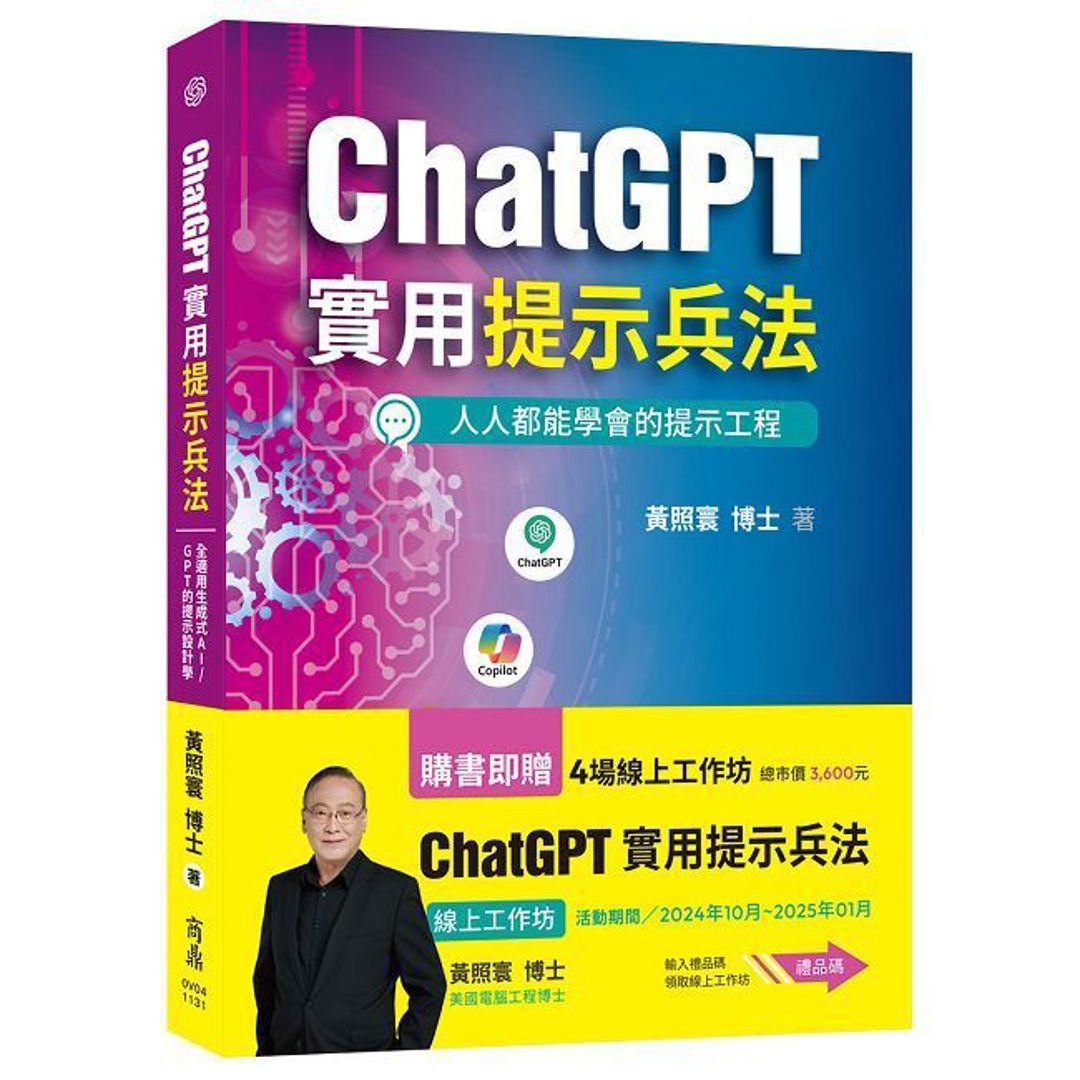 ChatGPT
實用提示兵法
人人都能學會的提示工程
黃照寰 博士 著
ChatGPT
Copilot
購書即贈
4場線上工作坊 總市價 3,600元
ChatGPT 實用提示兵法
線上工作坊 活動期間／2024年10月~2025年01月
黃照寰 博士
美國電腦工程博士
輸入禮品碼
領取線上工作坊
禮品碼
ChatGPT 實用提示兵法
全適用生成式AI/
GPT的提示設計學
黃照寰 博士 著
商鼎
0V04
1131